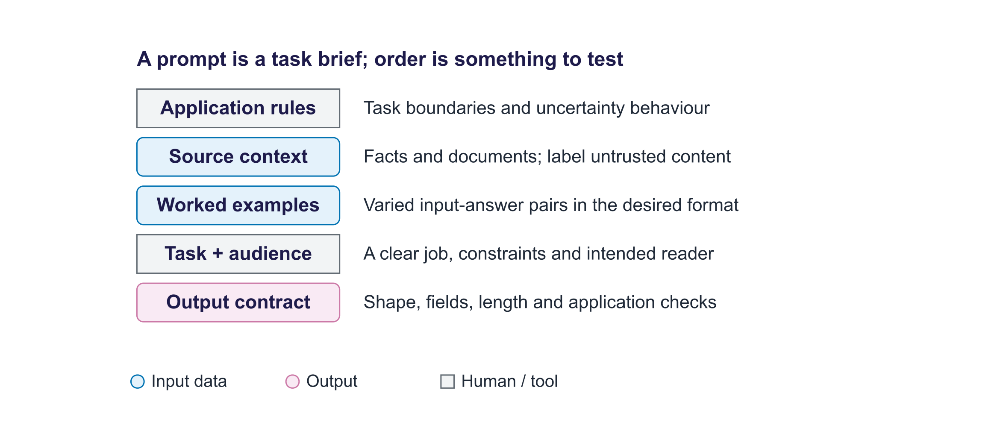 A prompt is a task brief; order is something to test
Application rules
Task boundaries and uncertainty behaviour
Source context
Facts and documents; label untrusted content
Worked examples
Varied input-answer pairs in the desired format
Task + audience
A clear job, constraints and intended reader
Output contract
Shape, fields, length and application checks
Input data
Output
Human / tool